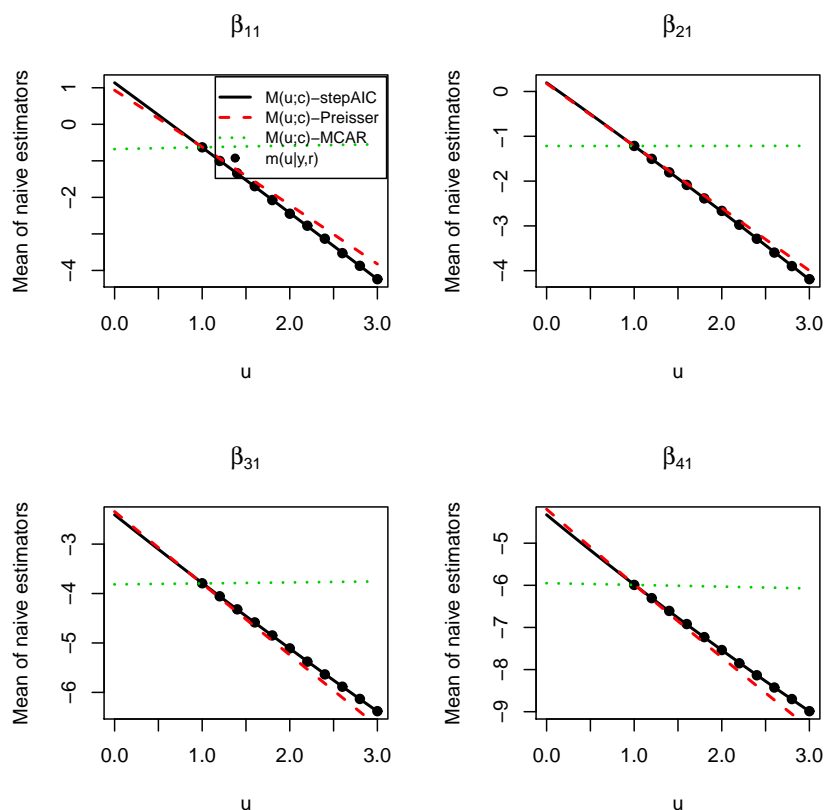 β11
Mean of naive estimators
1
0
−2
−4
M(u;c)−stepAIC
M(u;c)−Preisser
M(u;c)−MCAR
m(u|y,r)
0.0 1.0 2.0 3.0
u
β21
Mean of naive estimators
0
−1
−2
−3
−4
0.0 1.0 2.0 3.0
u
β31
Mean of naive estimators
−3
−4
−5
−6
0.0 1.0 2.0 3.0
u
β41
Mean of naive estimators
−5
−6
−7
−8
−9
0.0 1.0 2.0 3.0
u